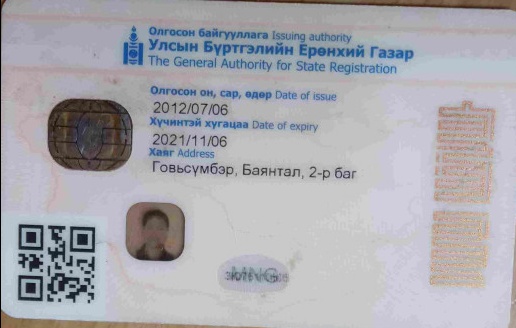 Олгосон байгууллага Issuing authority
Улсын Бүртгэлийн Ерөнхий Газар
The General Authority for State Registration
Олгосон он, сар, өдөр Date of issue
2012/07/06
Хүчинтэй хугацаа Date of expiry
2021/11/06
Хаяг Address
Говьсүмбэр, Баянтал, 2-р баг
MNG